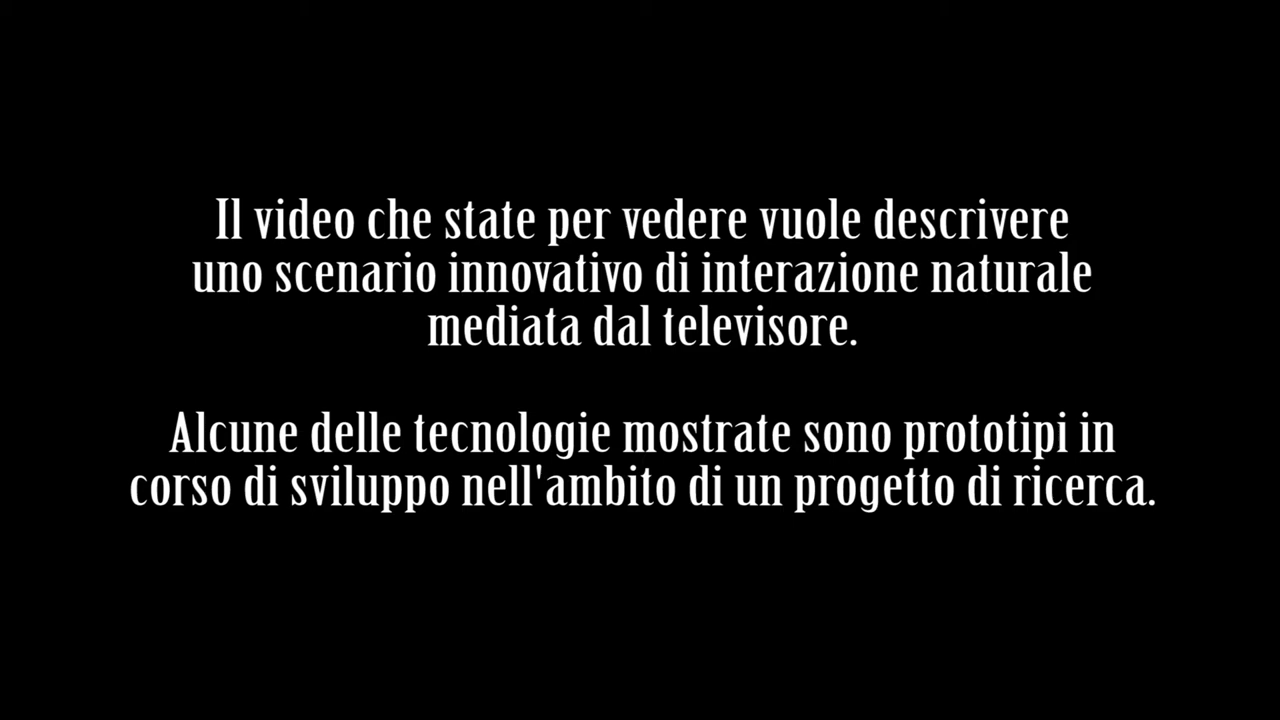 Il video che state per vedere vuole descrivere
uno scenario innovativo di interazione naturale
mediata dal televisore.
Alcune delle tecnologie mostrate sono prototipi in
corso di sviluppo nell'ambito di un progetto di ricerca.